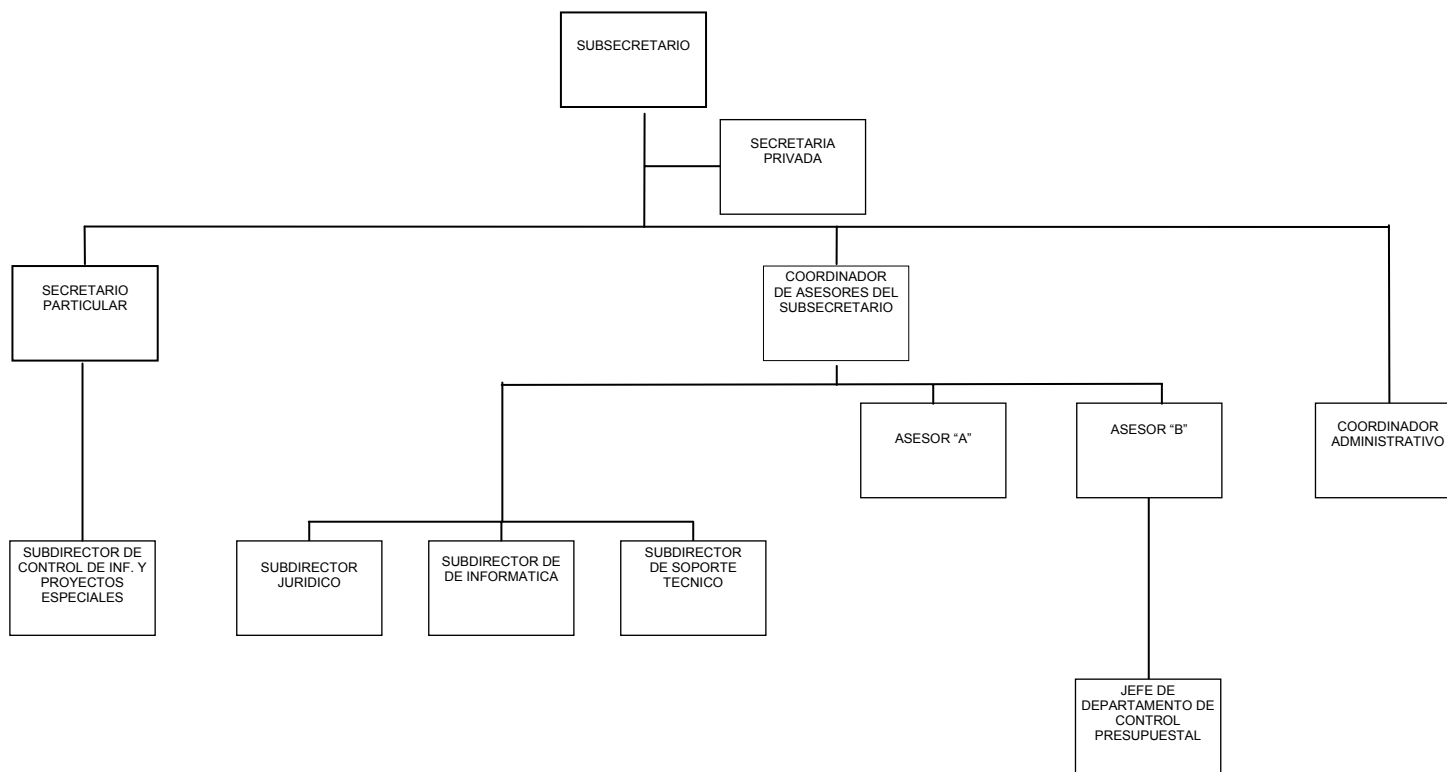 SUBSECRETARIO
SECRETARIA
PRIVADA
SECRETARIO
PARTICULAR
COORDINADOR
DE ASESORES DEL
SUBSECRETARIO
ASESOR “A”
ASESOR “B”
COORDINADOR
ADMINISTRATIVO
SUBDIRECTOR DE
CONTROL DE INF. Y
PROYECTOS
ESPECIALES
SUBDIRECTOR
JURIDICO
SUBDIRECTOR DE
DE INFORMATICA
SUBDIRECTOR
DE SOPORTE
TECNICO
JEFE DE
DEPARTAMENTO DE
CONTROL
PRESUPUESTAL